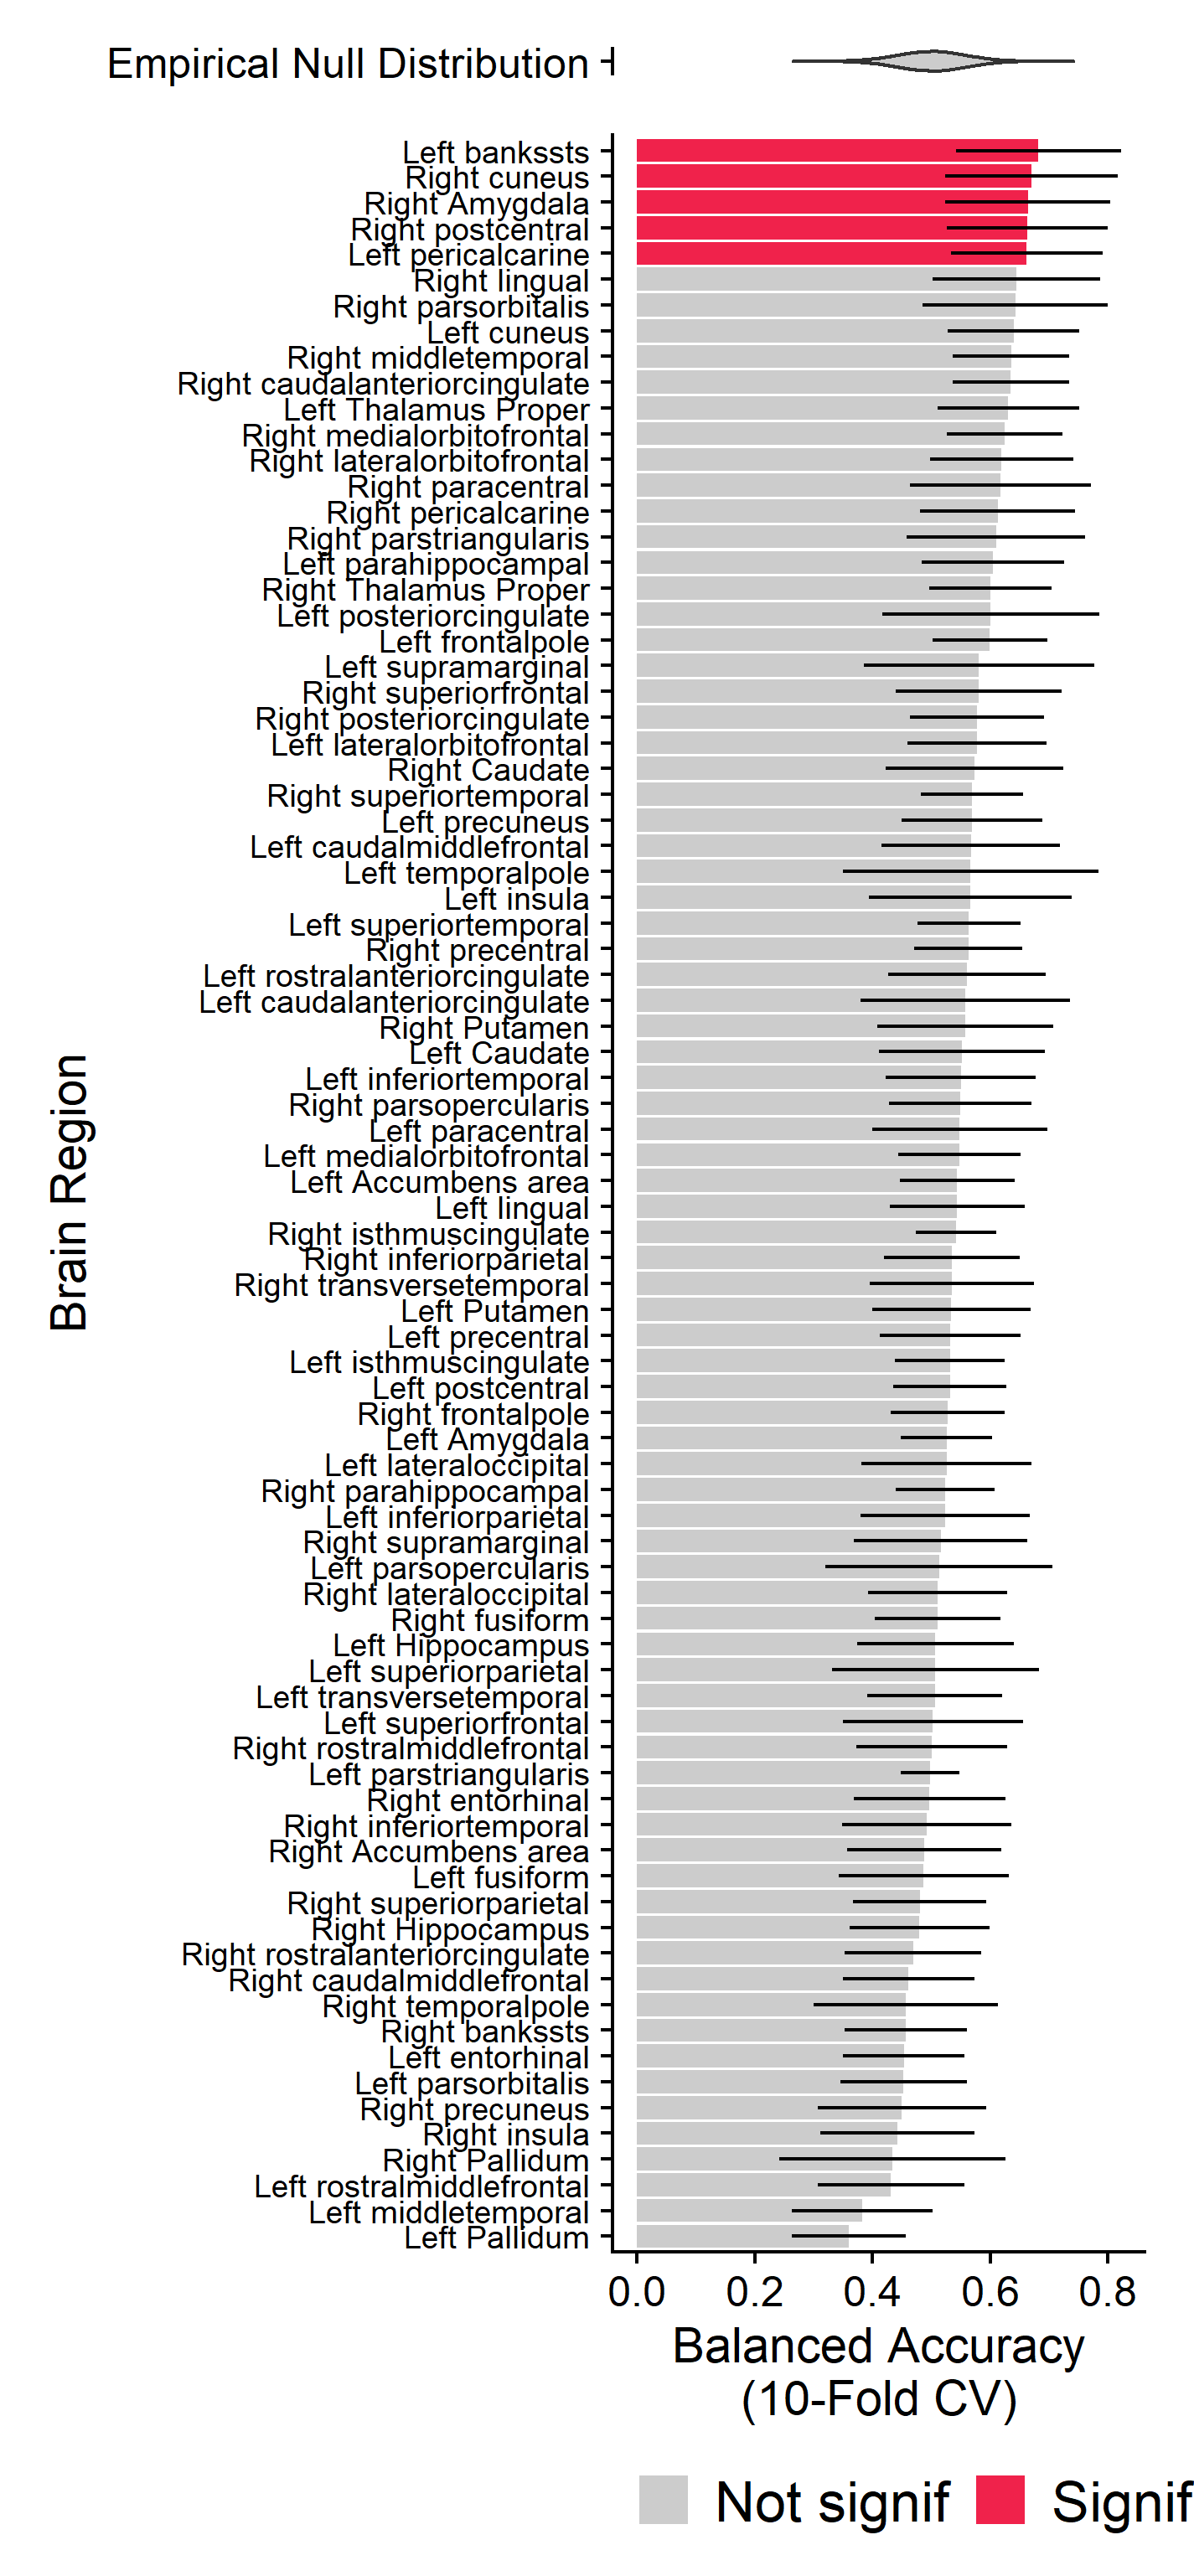 Empirical Null Distribution
Left bankssts
Right cuneus
Right Amygdala
Right postcentral
Left pericalcarine
Right lingual
Right parsorbitalis
Left cuneus
Right middletemporal
Right caudalanteriorcingulate
Left Thalamus Proper
Right medialorbitofrontal
Right lateralorbitofrontal
Right paracentral
Right pericalcarine
Right parstriangularis
Left parahippocampal
Right Thalamus Proper
Left posteriorcingulate
Left frontalpole
Left supramarginal
Right superiorfrontal
Right posteriorcingulate
Left lateralorbitofrontal
Right Caudate
Right superiortemporal
Left precuneus
Left caudalmiddlefrontal
Left temporalpole
Left insula
Left superiortemporal
Right precentral
Left rostralanteriorcingulate
Left caudalanteriorcingulate
Right Putamen
Left Caudate
Left inferiortemporal
Right parsopercularis
Left paracentral
Left medialorbitofrontal
Left Accumbens area
Left lingual
Right isthmuscingulate
Right inferiorparietal
Right transversetemporal
Left Putamen
Left precentral
Left isthmuscingulate
Left postcentral
Right frontalpole
Left Amygdala
Left lateraloccipital
Right parahippocampal
Left inferiorparietal
Right supramarginal
Left parsopercularis
Right lateraloccipital
Right fusiform
Left Hippocampus
Left superiorparietal
Left transversetemporal
Left superiorfrontal
Right rostralmiddlefrontal
Left parstriangularis
Right entorhinal
Right inferiortemporal
Right Accumbens area
Left fusiform
Right superiorparietal
Right Hippocampus
Right rostralanteriorcingulate
Right caudalmiddlefrontal
Right temporalpole
Right bankssts
Left entorhinal
Left parsorbitalis
Right precuneus
Right insula
Right Pallidum
Left rostralmiddlefrontal
Left middletemporal
Left Pallidum
Brain Region
0.0 0.2 0.4 0.6 0.8
Balanced Accuracy
(10-Fold CV)
Not signif Signif